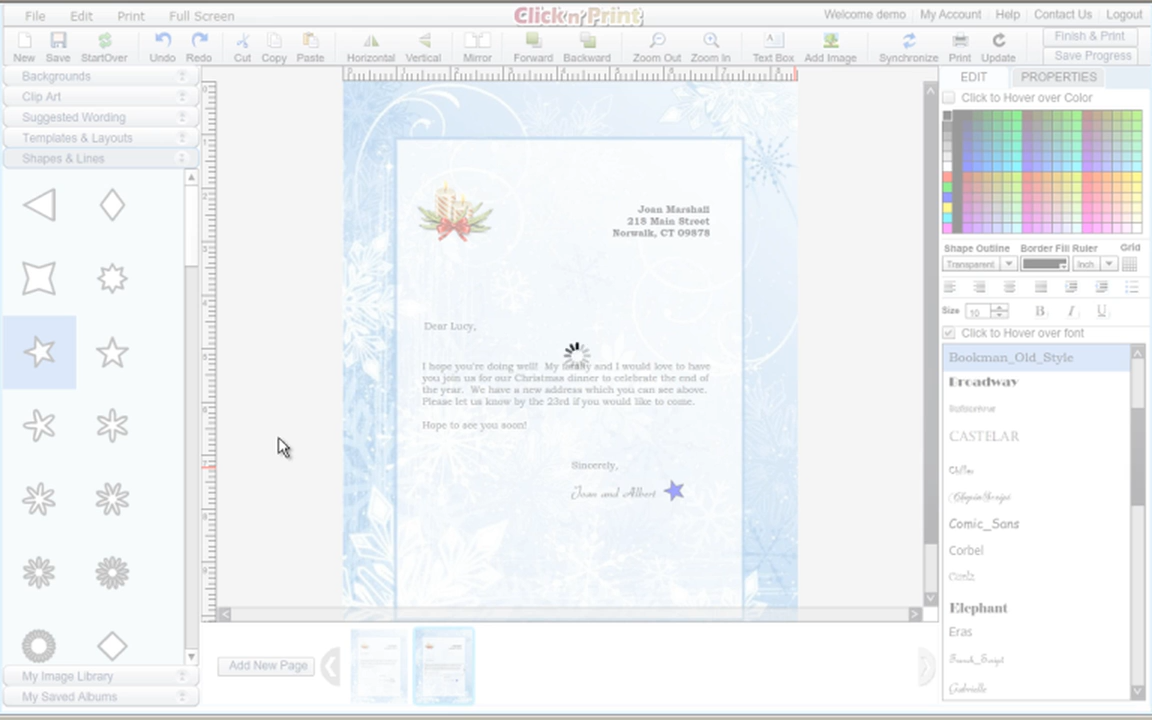 File Edit Print Full Screen Click'n'Print Welcome demo My Account Help Contact Us Logout
New Save StartOver Undo Redo Cut Copy Paste Horizontal Vertical Mirror Forward Backward Zoom Out Zoom In Text Box Add Image Synchronize Print Update Finish & Print
Save Progress
Backgrounds
Clip Art
Suggested Wording
Templates & Layouts
Shapes & Lines
My Image Library
My Saved Albums
Joan Marshall
218 Main Street
Norwalk, CT 09878
Dear Lucy,
I hope you're doing well! My family and I would love to have
you join us for our Christmas dinner to celebrate the end of
the year. We have a new address which you can see above.
Please let us know by the 23rd if you would like to come.
Hope to see you soon!
Sincerely,
Joan and Albert
Add New Page
EDIT PROPERTIES
Click to Hover over Color
Shape Outline Border Fill Ruler Grid
Transparent Inch
Size 10 B I U
Click to Hover over font
Bookman_Old_Style
Broadway
CASTELAR
Chiller
Comic_Sans
Corbel
Curlz
Elephant
Eras
French_Script
Gabrielle